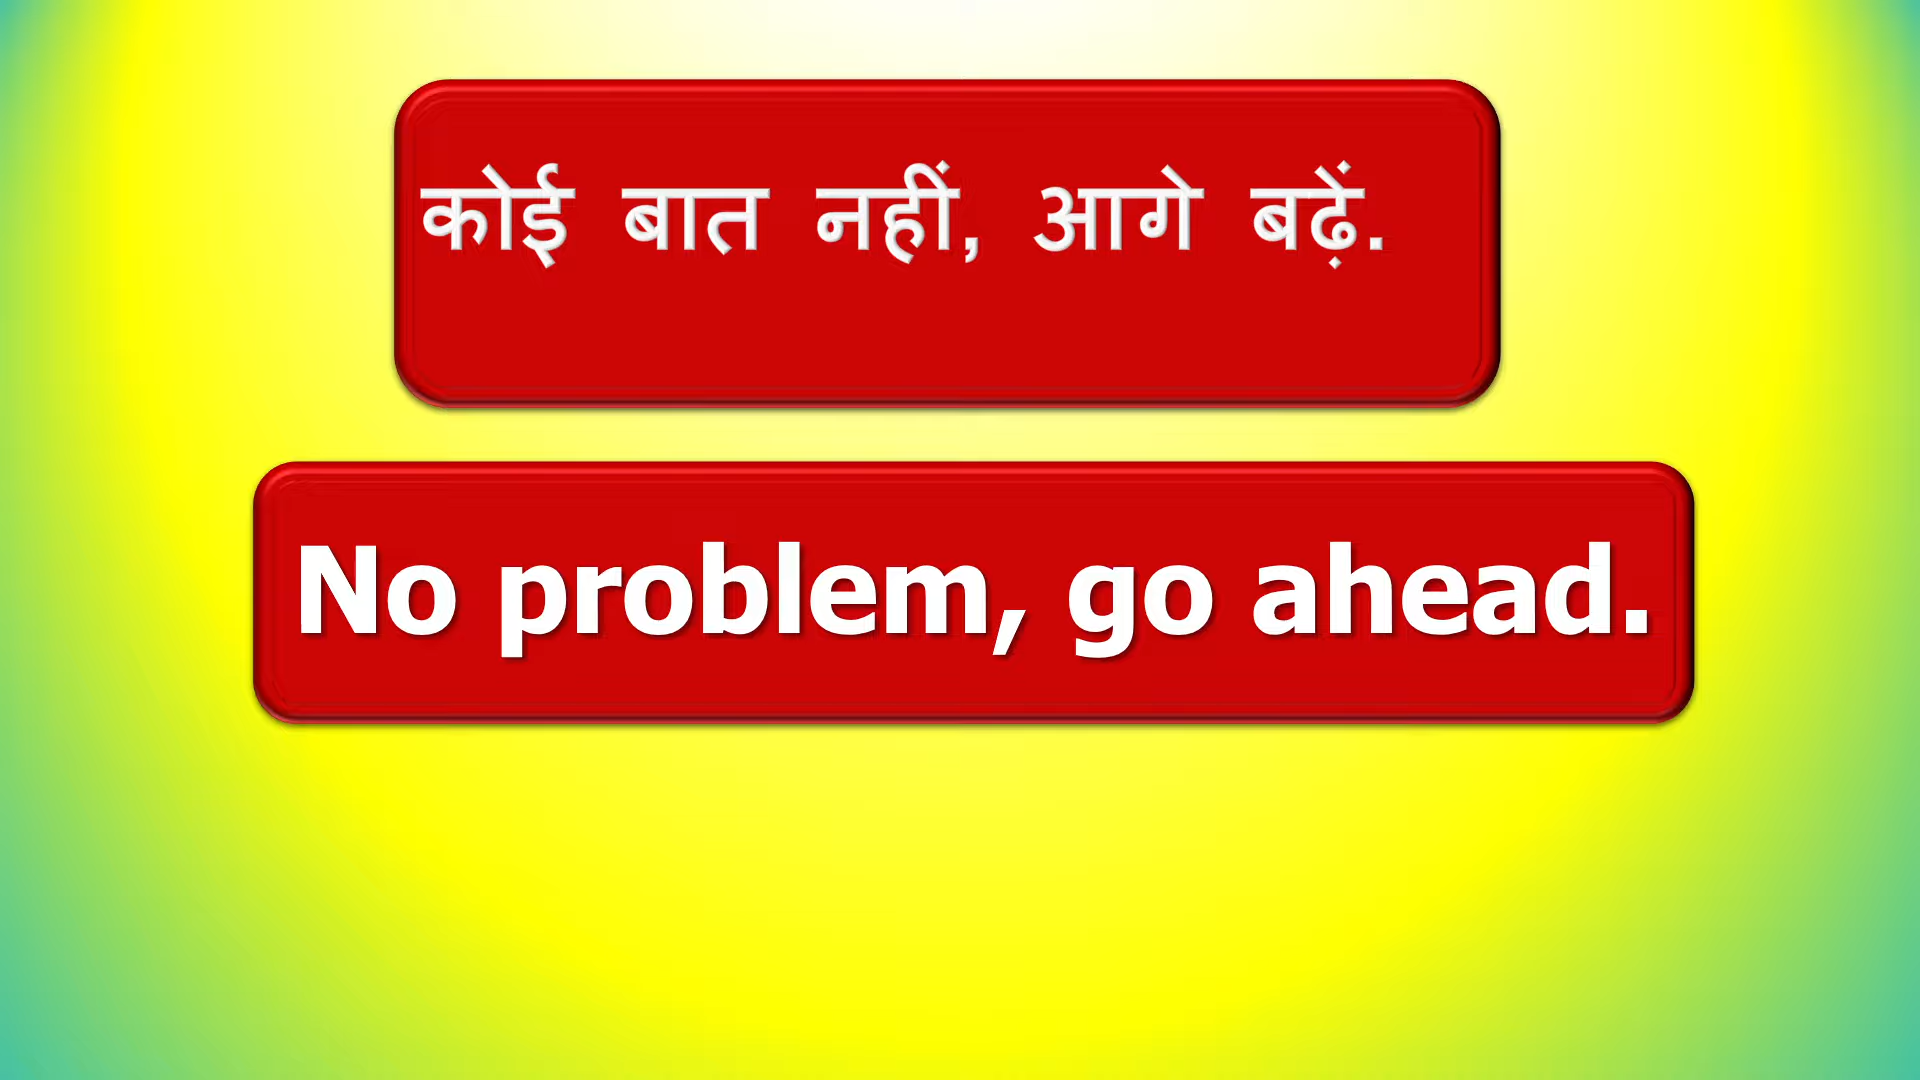 कोई बात नहीं, आगे बढ़ें.
No problem, go ahead.